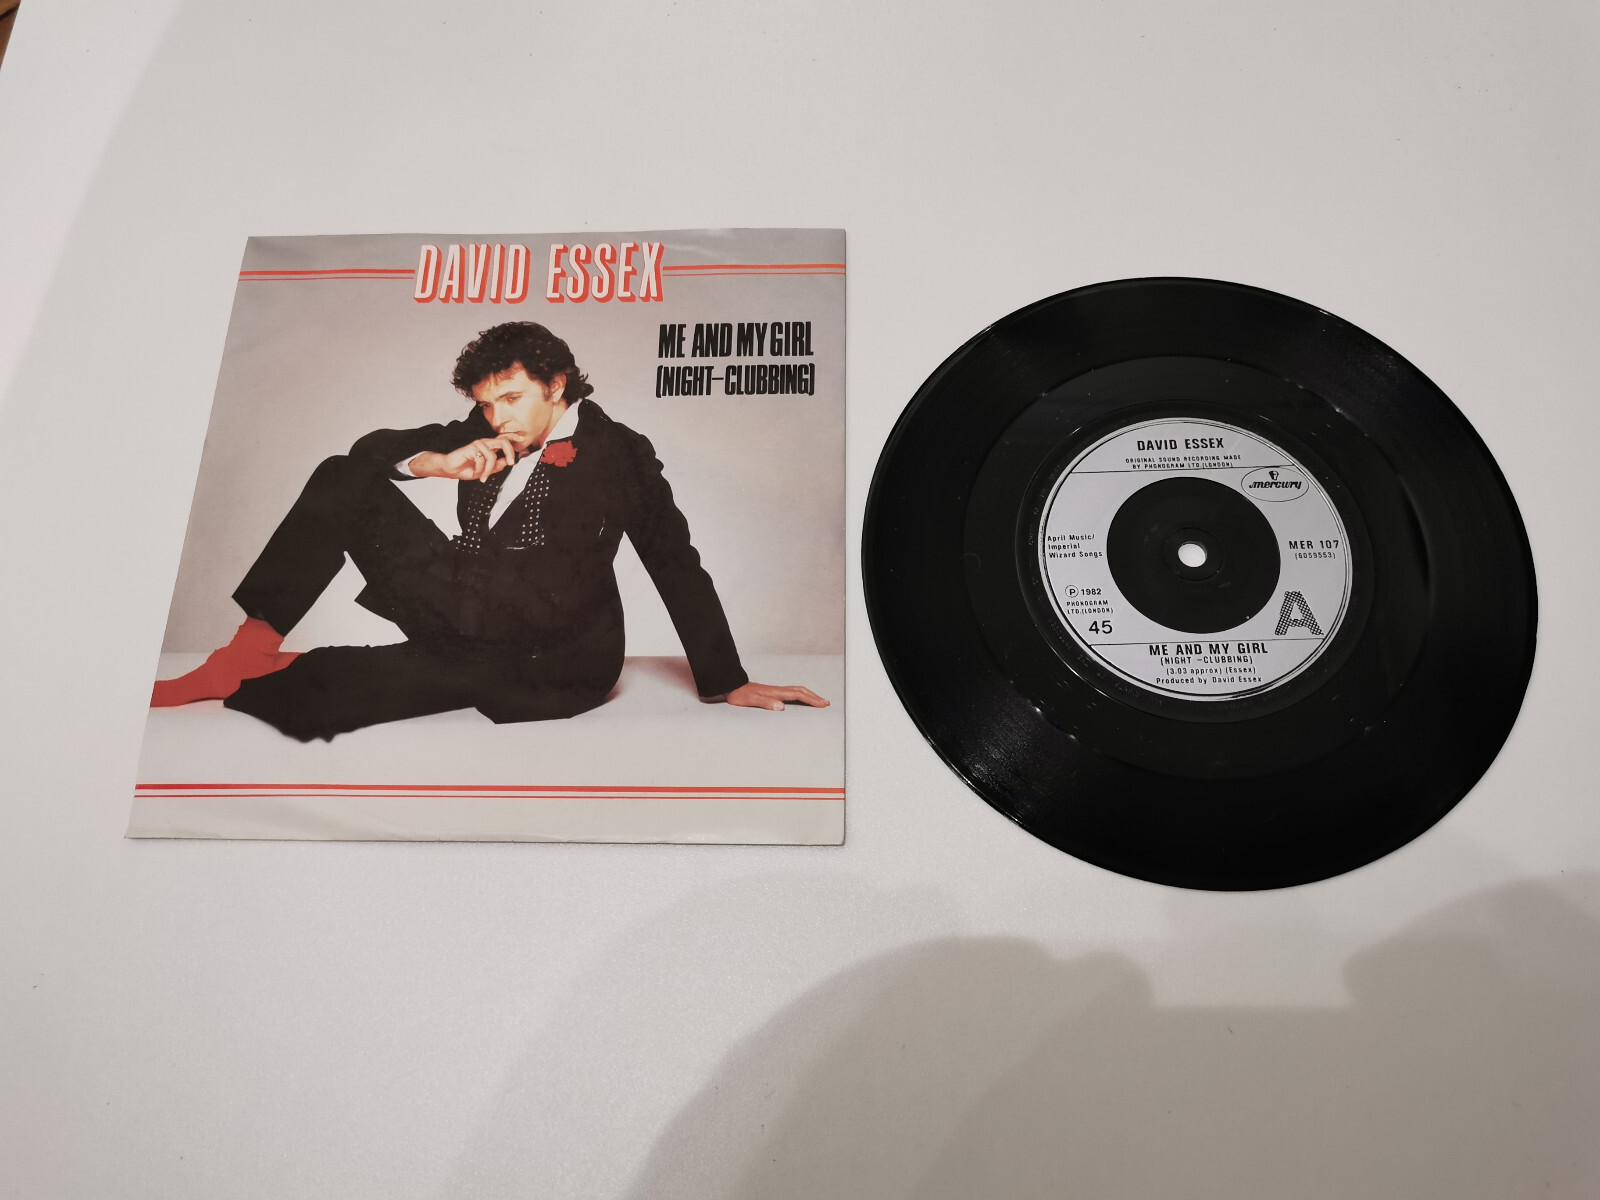 DAVID ESSEX
ME AND MY GIRL
(NIGHT-CLUBBING)
DAVID ESSEX
ORIGINAL SOUND RECORDING MADE
BY PHONOGRAM LTD.(LONDON)
mercury
April Music/
Imperial
Wizard Songs
MER 107
(6059553)
Ⓟ 1982
PHONOGRAM
LTD.(LONDON)
45
A
ME AND MY GIRL
(NIGHT -CLUBBING)
(3.03 approx) (Essex)
Produced by David Essex